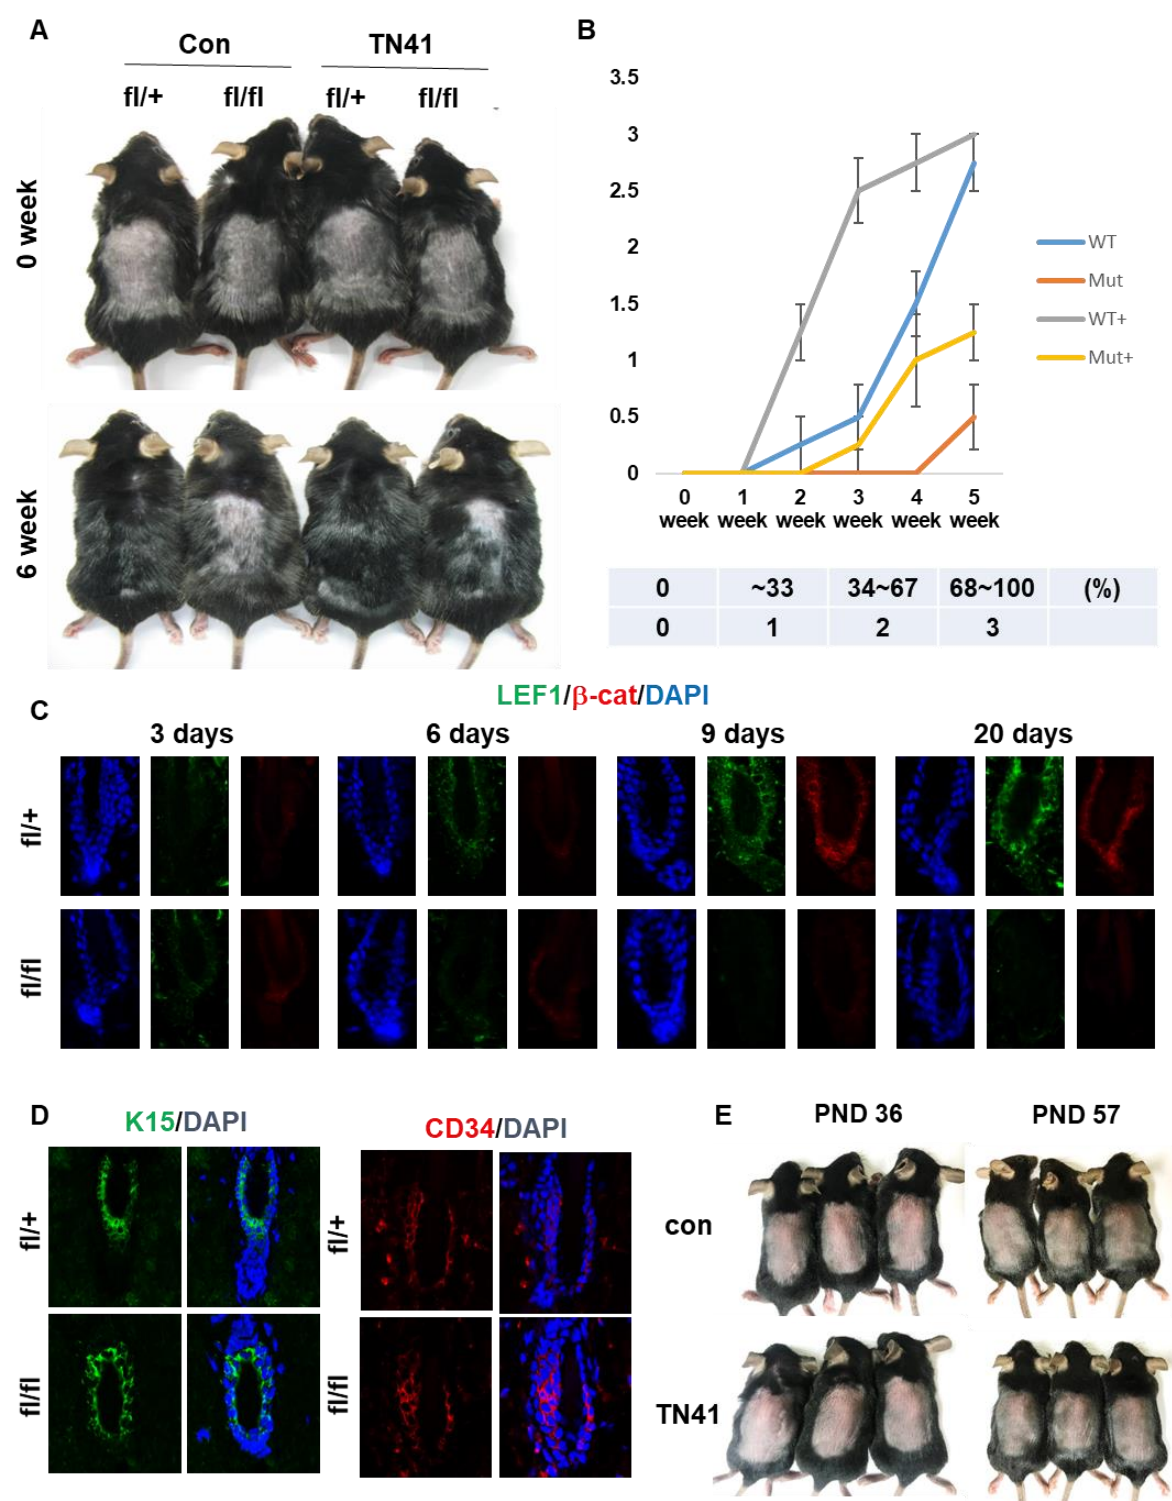 A
Con
TN41
fl/+
fl/fl
fl/+
fl/fl
0 week
6 week
B
3.5
3
2.5
2
1.5
1
0.5
0
0 week
1 week
2 week
3 week
4 week
5 week
WT
Mut
WT+
Mut+
0 ~33 34~67 68~100 (%)
0 1 2 3
C
LEF1/β-cat/DAPI
3 days
6 days
9 days
20 days
fl/+
fl/fl
D
K15/DAPI
CD34/DAPI
fl/+
fl/+
fl/fl
fl/fl
E
PND 36
PND 57
con
TN41